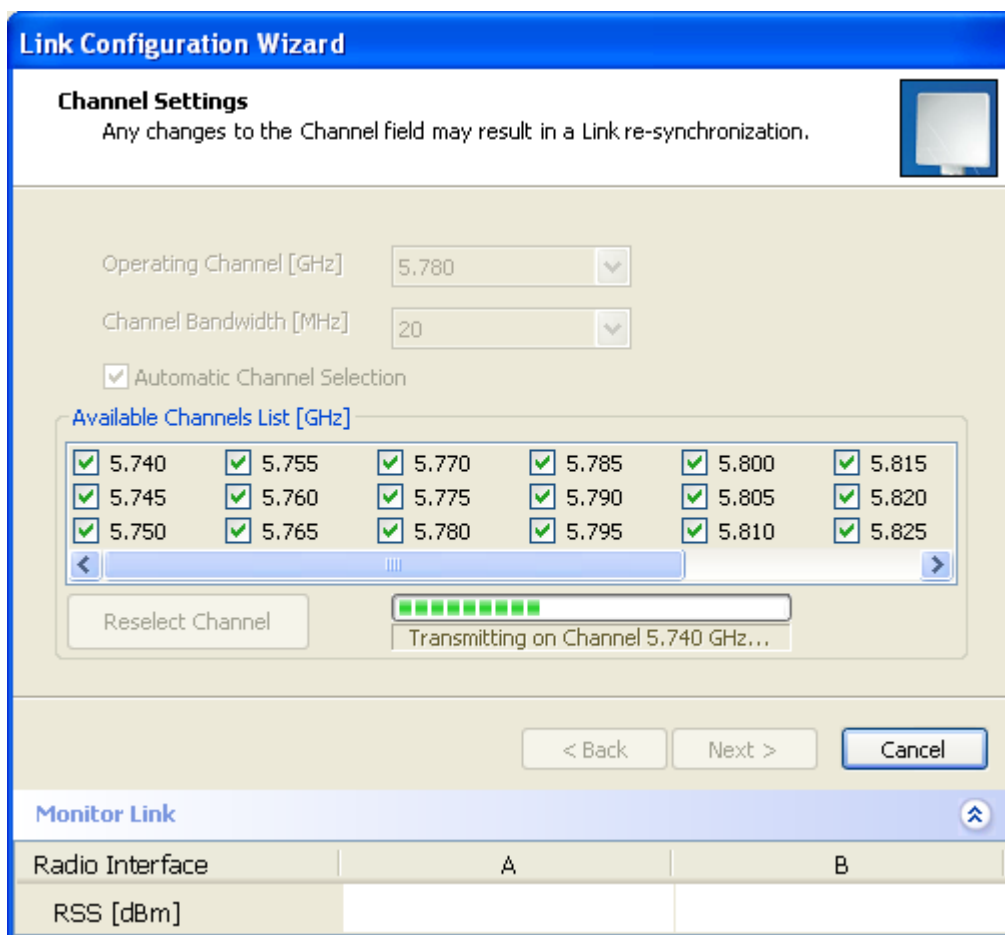 Link Configuration Wizard
Channel Settings
Any changes to the Channel field may result in a Link re-synchronization.
Operating Channel [GHz] 5.780
Channel Bandwidth [MHz] 20
Automatic Channel Selection
Available Channels List [GHz]
5.740 5.755 5.770 5.785 5.800 5.815
5.745 5.760 5.775 5.790 5.805 5.820
5.750 5.765 5.780 5.795 5.810 5.825
Reselect Channel
Transmitting on Channel 5.740 GHz...
< Back Next > Cancel
Monitor Link
Radio Interface A B
RSS [dBm]